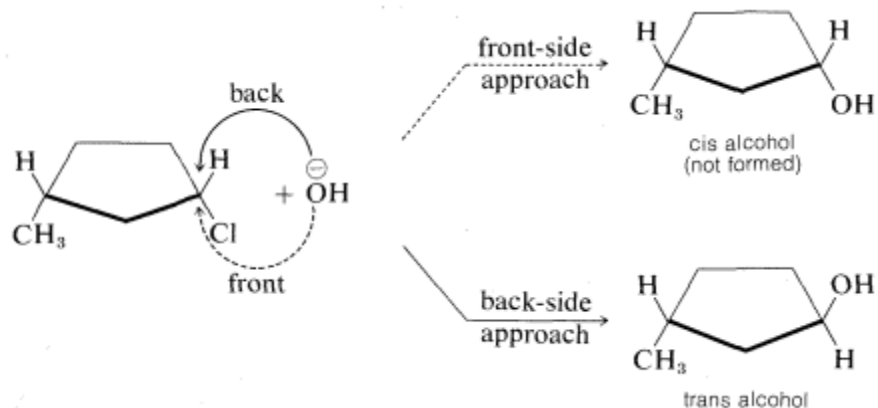 H
CH₃
back
H
Cl
front
+ ⊖OH
front-side
approach
H
CH₃
H
OH
cis alcohol
(not formed)
back-side
approach
H
CH₃
OH
H
trans alcohol